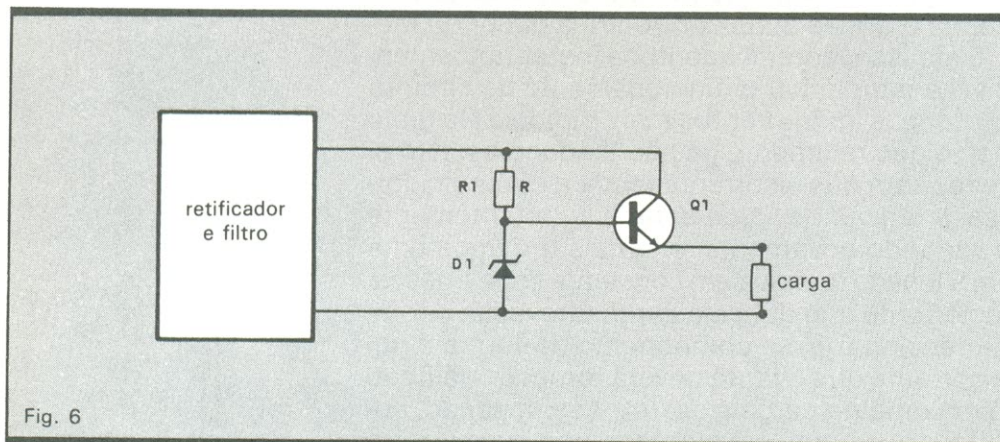 retificador
e filtro
R1 R
Q1
D1
carga
Fig. 6